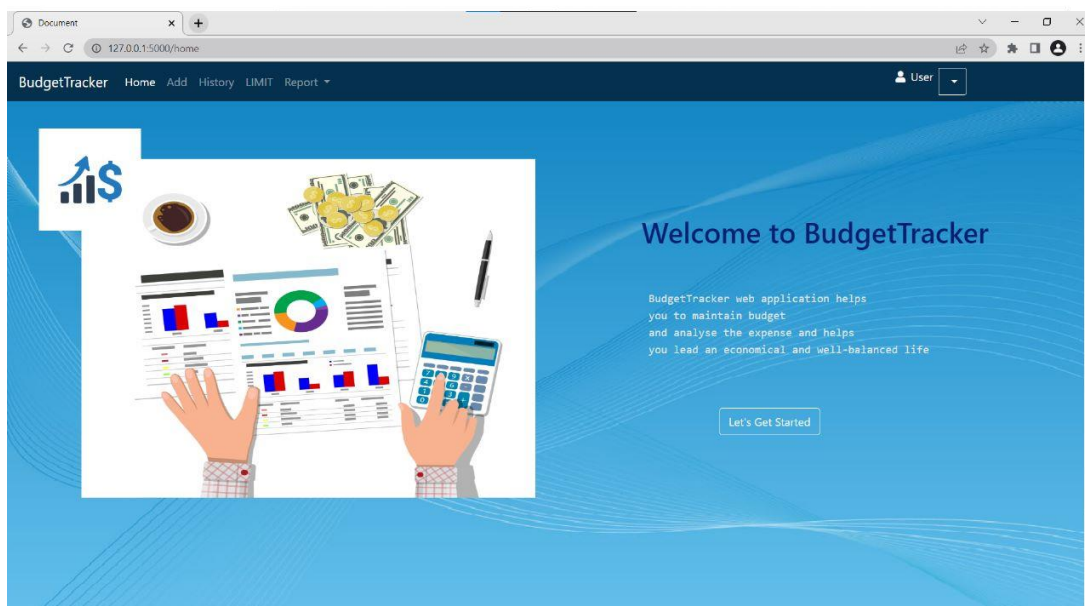 Document
127.0.0.1:5000/home
BudgetTracker Home Add History LIMIT Report User
$
Welcome to BudgetTracker
BudgetTracker web application helps
you to maintain budget
and analyse the expense and helps
you lead an economical and well-balanced life
Let's Get Started